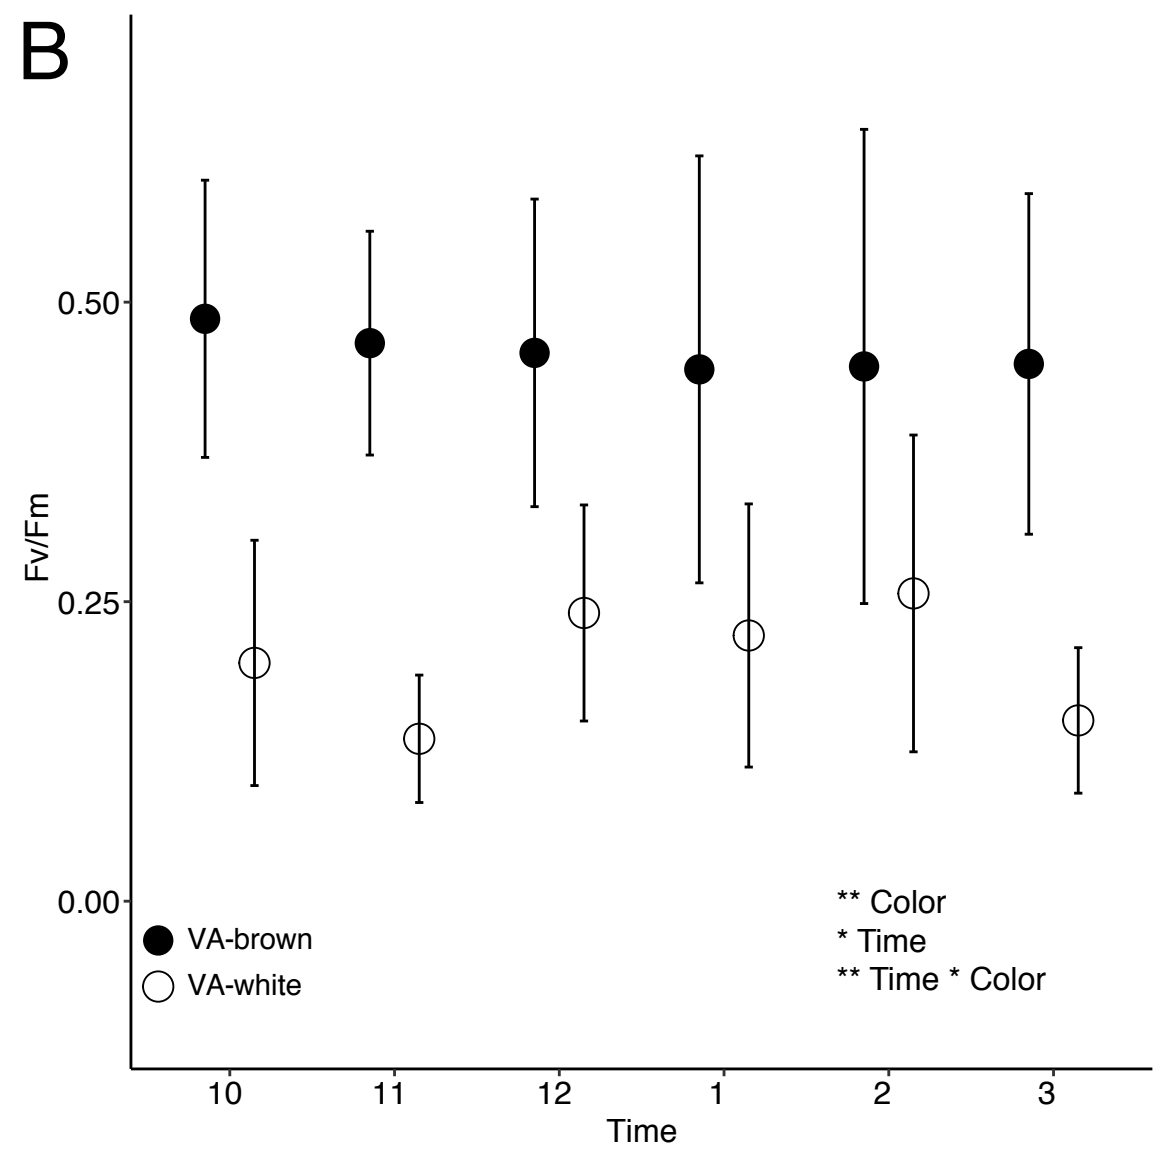 B
0.50
0.25
0.00
Fv/Fm
VA-brown
VA-white
** Color
* Time
** Time * Color
10 11 12 1 2 3
Time